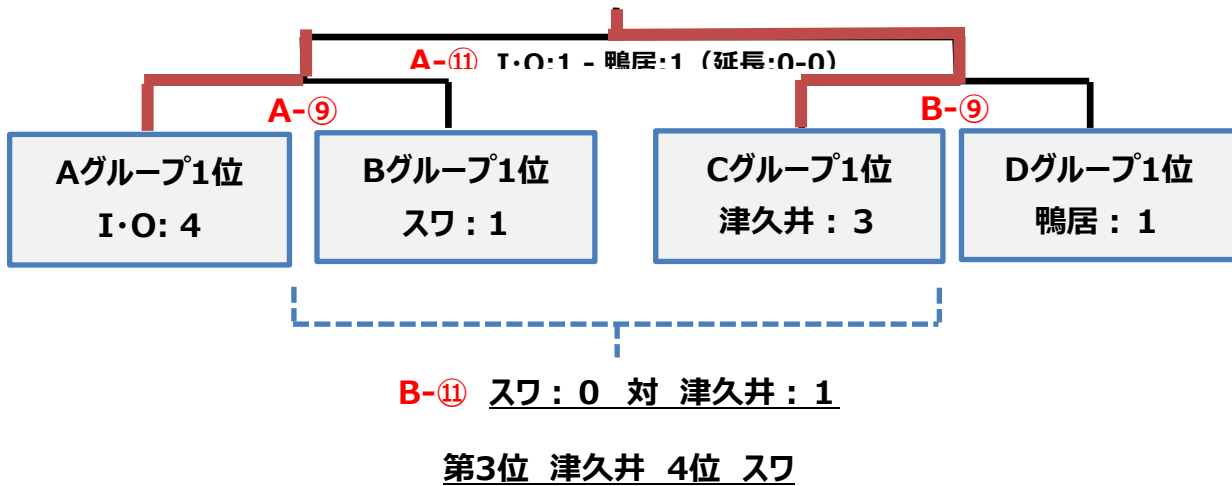 A-⑪ I・O:1 - 鴨居:1（延長:0-0）
A-⑨
B-⑨
Aグループ1位
I・O: 4
Bグループ1位
スワ：1
Cグループ1位
津久井：3
Dグループ1位
鴨居：1
B-⑪ スワ：0 対 津久井：1
第3位 津久井 4位 スワ